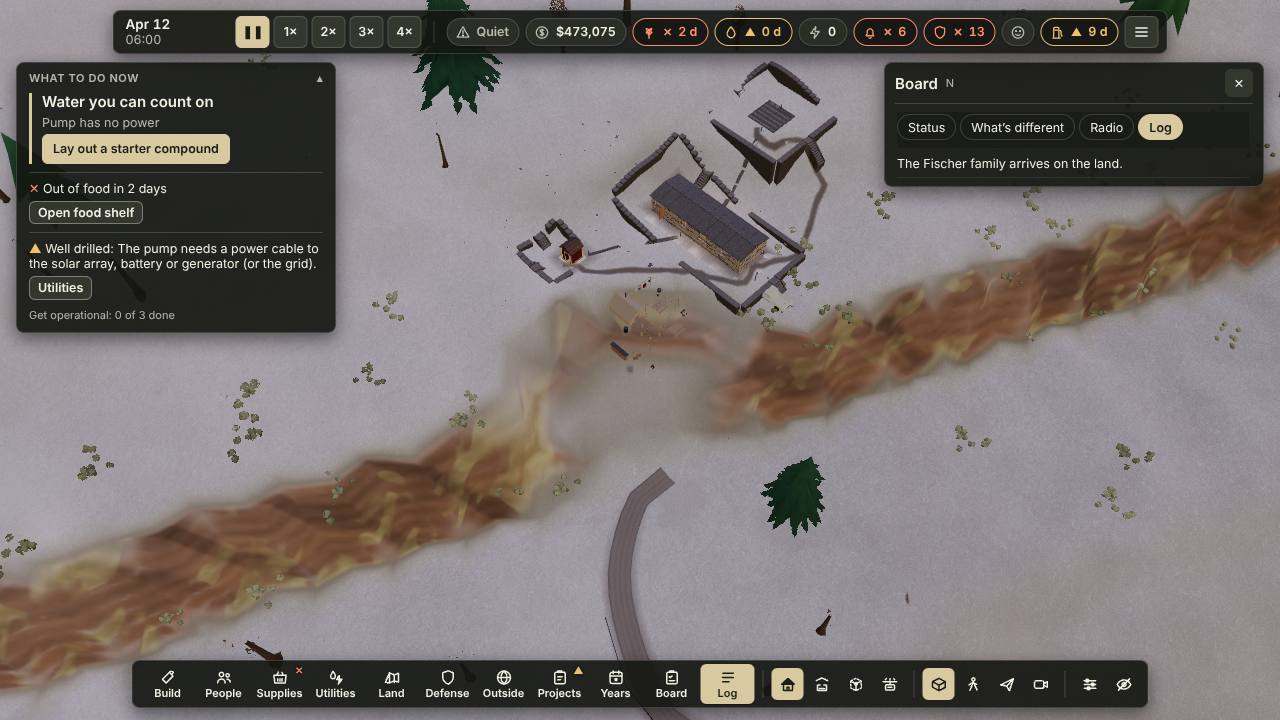 Apr 12
06:00
1×
2×
3×
4×
Quiet
$473,075
× 2 d
▲ 0 d
0
× 6
× 13
▲ 9 d
WHAT TO DO NOW
Water you can count on
Pump has no power
Lay out a starter compound
× Out of food in 2 days
Open food shelf
Well drilled: The pump needs a power cable to
the solar array, battery or generator (or the grid).
Utilities
Get operational: 0 of 3 done
Board N
Status
What's different
Radio
Log
The Fischer family arrives on the land.
Build
People
Supplies
Utilities
Land
Defense
Outside
Projects
Years
Board
Log